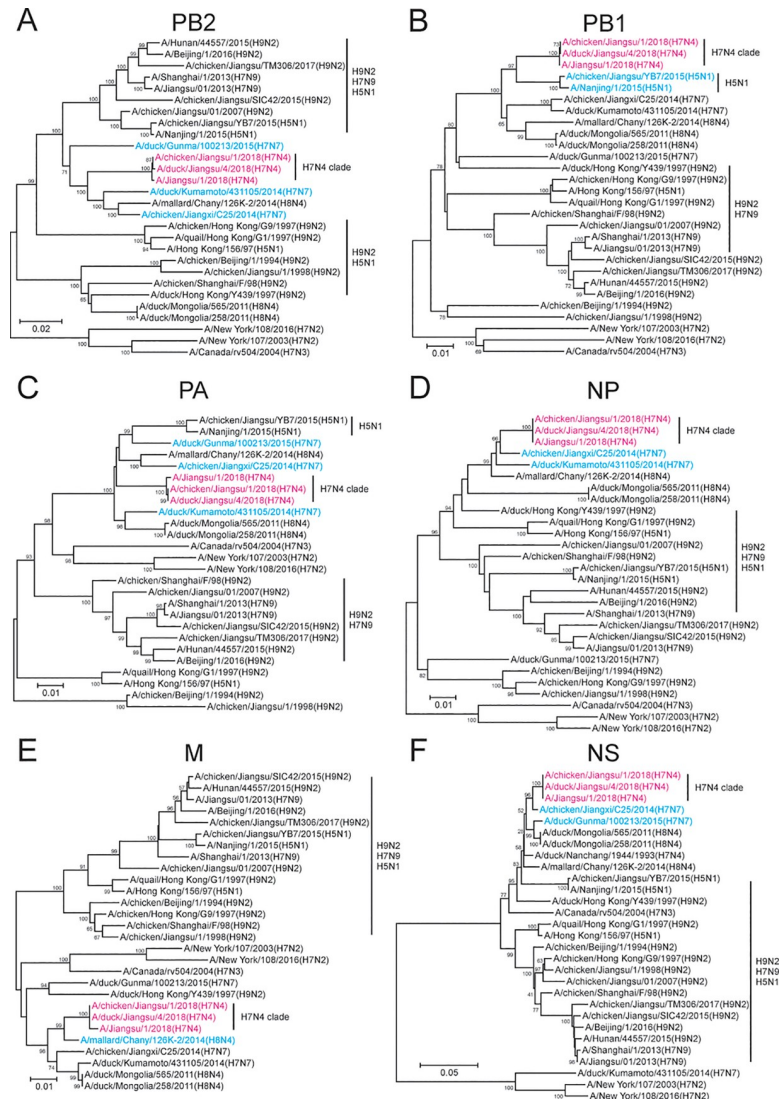 A
PB2
A/Hunan/44557/2015(H9N2)
A/Beijing/1/2016(H9N2)
A/chicken/Jiangsu/TM306/2017(H9N2)
A/Shanghai/1/2013(H7N9)
A/Jiangsu/01/2013(H7N9)
A/chicken/Jiangsu/SIC42/2015(H9N2)
A/chicken/Jiangsu/01/2007(H9N2)
A/chicken/Jiangsu/YB7/2015(H5N1)
A/Nanjing/1/2015(H5N1)
H9N2
H7N9
H5N1
A/duck/Gunma/100213/2015(H7N7)
A/chicken/Jiangsu/1/2018(H7N4)
A/duck/Jiangsu/4/2018(H7N4)
A/Jiangsu/1/2018(H7N4)
H7N4 clade
A/duck/Kumamoto/431105/2014(H7N7)
A/mallard/Chany/126K-2/2014(H8N4)
A/chicken/Jiangxi/C25/2014(H7N7)
A/chicken/Hong Kong/G9/1997(H9N2)
A/quail/Hong Kong/G1/1997(H9N2)
A/Hong Kong/156/97(H5N1)
A/chicken/Beijing/1/1994(H9N2)
A/chicken/Jiangsu/1/1998(H9N2)
A/chicken/Shanghai/F/98(H9N2)
A/duck/Hong Kong/Y439/1997(H9N2)
H9N2
H5N1
A/duck/Mongolia/565/2011(H8N4)
A/duck/Mongolia/258/2011(H8N4)
A/New York/108/2016(H7N2)
A/New York/107/2003(H7N2)
A/Canada/rv504/2004(H7N3)
0.02
B
PB1
A/chicken/Jiangsu/1/2018(H7N4)
A/duck/Jiangsu/4/2018(H7N4)
A/Jiangsu/1/2018(H7N4)
H7N4 clade
A/chicken/Jiangsu/YB7/2015(H5N1)
A/Nanjing/1/2015(H5N1)
H5N1
A/chicken/Jiangxi/C25/2014(H7N7)
A/duck/Kumamoto/431105/2014(H7N7)
A/mallard/Chany/126K-2/2014(H8N4)
A/duck/Mongolia/565/2011(H8N4)
A/duck/Mongolia/258/2011(H8N4)
A/duck/Gunma/100213/2015(H7N7)
A/duck/Hong Kong/Y439/1997(H9N2)
A/chicken/Hong Kong/G9/1997(H9N2)
A/Hong Kong/156/97(H5N1)
A/quail/Hong Kong/G1/1997(H9N2)
A/chicken/Shanghai/F/98(H9N2)
A/chicken/Jiangsu/01/2007(H9N2)
A/Shanghai/1/2013(H7N9)
A/Jiangsu/01/2013(H7N9)
A/chicken/Jiangsu/SIC42/2015(H9N2)
A/chicken/Jiangsu/TM306/2017(H9N2)
A/Hunan/44557/2015(H9N2)
A/Beijing/1/2016(H9N2)
H9N2
H7N9
A/chicken/Beijing/1/1994(H9N2)
A/chicken/Jiangsu/1/1998(H9N2)
A/New York/107/2003(H7N2)
A/New York/108/2016(H7N2)
A/Canada/rv504/2004(H7N3)
0.01
C
PA
A/chicken/Jiangsu/YB7/2015(H5N1)
A/Nanjing/1/2015(H5N1)
H5N1
A/duck/Gunma/100213/2015(H7N7)
A/mallard/Chany/126K-2/2014(H8N4)
A/chicken/Jiangxi/C25/2014(H7N7)
A/Jiangsu/1/2018(H7N4)
A/chicken/Jiangsu/1/2018(H7N4)
A/duck/Jiangsu/4/2018(H7N4)
H7N4 clade
A/duck/Kumamoto/431105/2014(H7N7)
A/duck/Mongolia/565/2011(H8N4)
A/duck/Mongolia/258/2011(H8N4)
A/Canada/rv504/2004(H7N3)
A/New York/107/2003(H7N2)
A/New York/108/2016(H7N2)
A/chicken/Shanghai/F/98(H9N2)
A/chicken/Jiangsu/01/2007(H9N2)
A/Shanghai/1/2013(H7N9)
A/Jiangsu/01/2013(H7N9)
A/chicken/Jiangsu/SIC42/2015(H9N2)
A/chicken/Jiangsu/TM306/2017(H9N2)
A/Hunan/44557/2015(H9N2)
A/Beijing/1/2016(H9N2)
H9N2
H7N9
A/quail/Hong Kong/G1/1997(H9N2)
A/Hong Kong/156/97(H5N1)
A/chicken/Beijing/1/1994(H9N2)
A/chicken/Jiangsu/1/1998(H9N2)
0.01
D
NP
A/chicken/Jiangsu/1/2018(H7N4)
A/duck/Jiangsu/4/2018(H7N4)
A/Jiangsu/1/2018(H7N4)
H7N4 clade
A/chicken/Jiangxi/C25/2014(H7N7)
A/duck/Kumamoto/431105/2014(H7N7)
A/mallard/Chany/126K-2/2014(H8N4)
A/duck/Mongolia/565/2011(H8N4)
A/duck/Mongolia/258/2011(H8N4)
A/duck/Hong Kong/Y439/1997(H9N2)
A/quail/Hong Kong/G1/1997(H9N2)
A/Hong Kong/156/97(H5N1)
A/chicken/Jiangsu/01/2007(H9N2)
A/chicken/Shanghai/F/98(H9N2)
A/chicken/Jiangsu/YB7/2015(H5N1)
A/Nanjing/1/2015(H5N1)
A/Hunan/44557/2015(H9N2)
A/Beijing/1/2016(H9N2)
A/Shanghai/1/2013(H7N9)
A/chicken/Jiangsu/TM306/2017(H9N2)
A/chicken/Jiangsu/SIC42/2015(H9N2)
A/Jiangsu/01/2013(H7N9)
H9N2
H7N9
H5N1
A/duck/Gunma/100213/2015(H7N7)
A/chicken/Beijing/1/1994(H9N2)
A/chicken/Hong Kong/G9/1997(H9N2)
A/chicken/Jiangsu/1/1998(H9N2)
A/Canada/rv504/2004(H7N3)
A/New York/107/2003(H7N2)
A/New York/108/2016(H7N2)
0.01
E
M
A/chicken/Jiangsu/SIC42/2015(H9N2)
A/Hunan/44557/2015(H9N2)
A/Jiangsu/01/2013(H7N9)
A/Beijing/1/2016(H9N2)
A/chicken/Jiangsu/TM306/2017(H9N2)
A/chicken/Jiangsu/YB7/2015(H5N1)
A/Nanjing/1/2015(H5N1)
A/Shanghai/1/2013(H7N9)
A/chicken/Jiangsu/01/2007(H9N2)
A/quail/Hong Kong/G1/1997(H9N2)
A/Hong Kong/156/97(H5N1)
A/chicken/Beijing/1/1994(H9N2)
A/chicken/Hong Kong/G9/1997(H9N2)
A/chicken/Shanghai/F/98(H9N2)
A/chicken/Jiangsu/1/1998(H9N2)
H9N2
H7N9
H5N1
A/New York/107/2003(H7N2)
A/New York/108/2016(H7N2)
A/Canada/rv504/2004(H7N3)
A/duck/Gunma/100213/2015(H7N7)
A/duck/Hong Kong/Y439/1997(H9N2)
A/chicken/Jiangsu/1/2018(H7N4)
A/duck/Jiangsu/4/2018(H7N4)
A/Jiangsu/1/2018(H7N4)
H7N4 clade
A/mallard/Chany/126K-2/2014(H8N4)
A/chicken/Jiangxi/C25/2014(H7N7)
A/duck/Kumamoto/431105/2014(H7N7)
A/duck/Mongolia/565/2011(H8N4)
A/duck/Mongolia/258/2011(H8N4)
0.01
F
NS
A/chicken/Jiangsu/1/2018(H7N4)
A/duck/Jiangsu/4/2018(H7N4)
A/Jiangsu/1/2018(H7N4)
H7N4 clade
A/chicken/Jiangxi/C25/2014(H7N7)
A/duck/Gunma/100213/2015(H7N7)
A/duck/Mongolia/565/2011(H8N4)
A/duck/Mongolia/258/2011(H8N4)
A/duck/Nanchang/1944/1993(H7N4)
A/mallard/Chany/126K-2/2014(H8N4)
A/chicken/Jiangsu/YB7/2015(H5N1)
A/Nanjing/1/2015(H5N1)
A/duck/Hong Kong/Y439/1997(H9N2)
A/Canada/rv504/2004(H7N3)
A/quail/Hong Kong/G1/1997(H9N2)
A/Hong Kong/156/97(H5N1)
A/chicken/Beijing/1/1994(H9N2)
A/chicken/Hong Kong/G9/1997(H9N2)
A/chicken/Jiangsu/1/1998(H9N2)
A/chicken/Jiangsu/01/2007(H9N2)
A/chicken/Shanghai/F/98(H9N2)
A/chicken/Jiangsu/TM306/2017(H9N2)
A/chicken/Jiangsu/SIC42/2015(H9N2)
A/Beijing/1/2016(H9N2)
A/Hunan/44557/2015(H9N2)
A/Shanghai/1/2013(H7N9)
A/Jiangsu/01/2013(H7N9)
H9N2
H7N9
H5N1
A/duck/Kumamoto/431105/2014(H7N7)
A/New York/107/2003(H7N2)
A/New York/108/2016(H7N2)
0.05